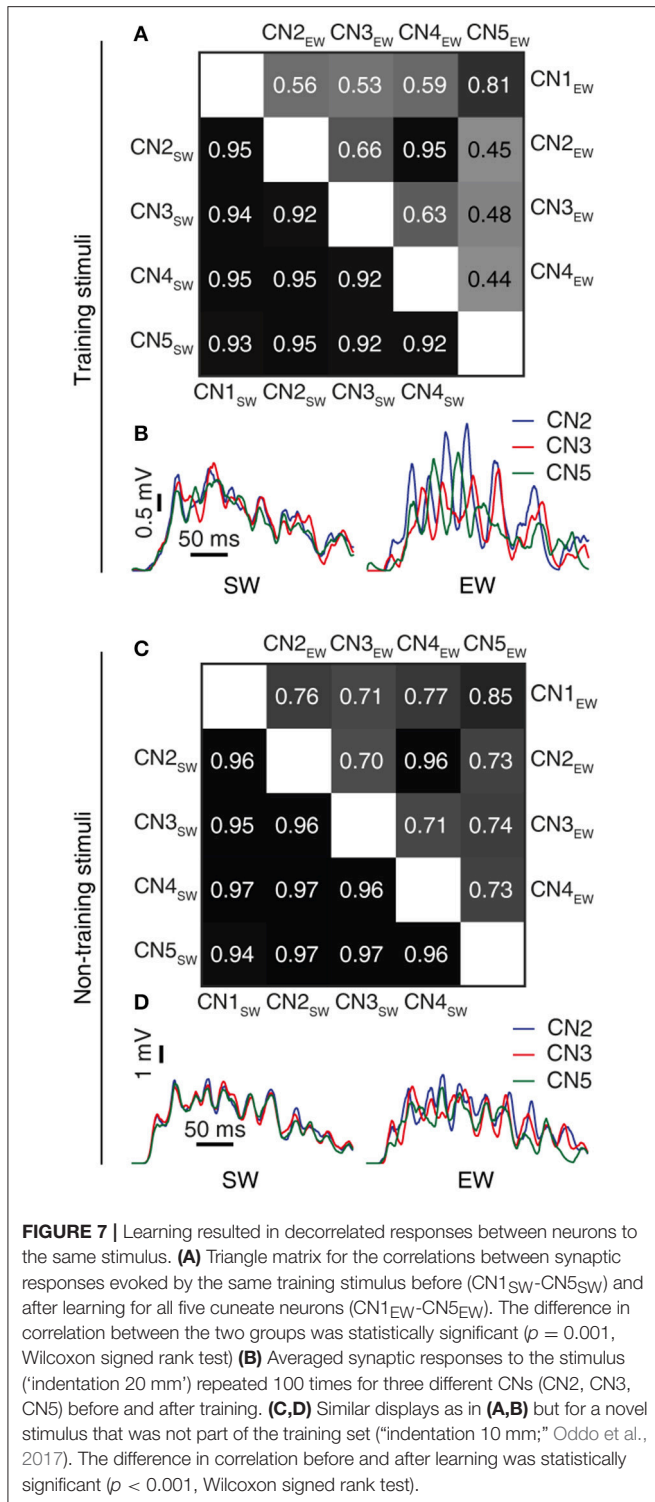 A
CN2EW CN3EW CN4EW CN5EW
0.56 0.53 0.59 0.81 CN1EW
CN2SW 0.95 0.66 0.95 0.45 CN2EW
CN3SW 0.94 0.92 0.63 0.48 CN3EW
CN4SW 0.95 0.95 0.92 0.44 CN4EW
CN5SW 0.93 0.95 0.92 0.92
CN1SW CN2SW CN3SW CN4SW
Training stimuli
B
CN2
CN3
CN5
0.5 mV
50 ms
SW
EW
C
CN2EW CN3EW CN4EW CN5EW
0.76 0.71 0.77 0.85 CN1EW
CN2SW 0.96 0.70 0.96 0.73 CN2EW
CN3SW 0.95 0.96 0.71 0.74 CN3EW
CN4SW 0.97 0.97 0.96 0.73 CN4EW
CN5SW 0.94 0.97 0.97 0.96
CN1SW CN2SW CN3SW CN4SW
Non-training stimuli
D
CN2
CN3
CN5
1 mV
50 ms
SW
EW
FIGURE 7 | Learning resulted in decorrelated responses between neurons to
the same stimulus. (A) Triangle matrix for the correlations between synaptic
responses evoked by the same training stimulus before (CN1SW-CN5SW) and
after learning for all five cuneate neurons (CN1EW-CN5EW). The difference in
correlation between the two groups was statistically significant (p = 0.001,
Wilcoxon signed rank test) (B) Averaged synaptic responses to the stimulus
('indentation 20 mm') repeated 100 times for three different CNs (CN2, CN3,
CN5) before and after training. (C,D) Similar displays as in (A,B) but for a novel
stimulus that was not part of the training set ("indentation 10 mm;" Oddo et al.,
2017). The difference in correlation before and after learning was statistically
significant (p < 0.001, Wilcoxon signed rank test).